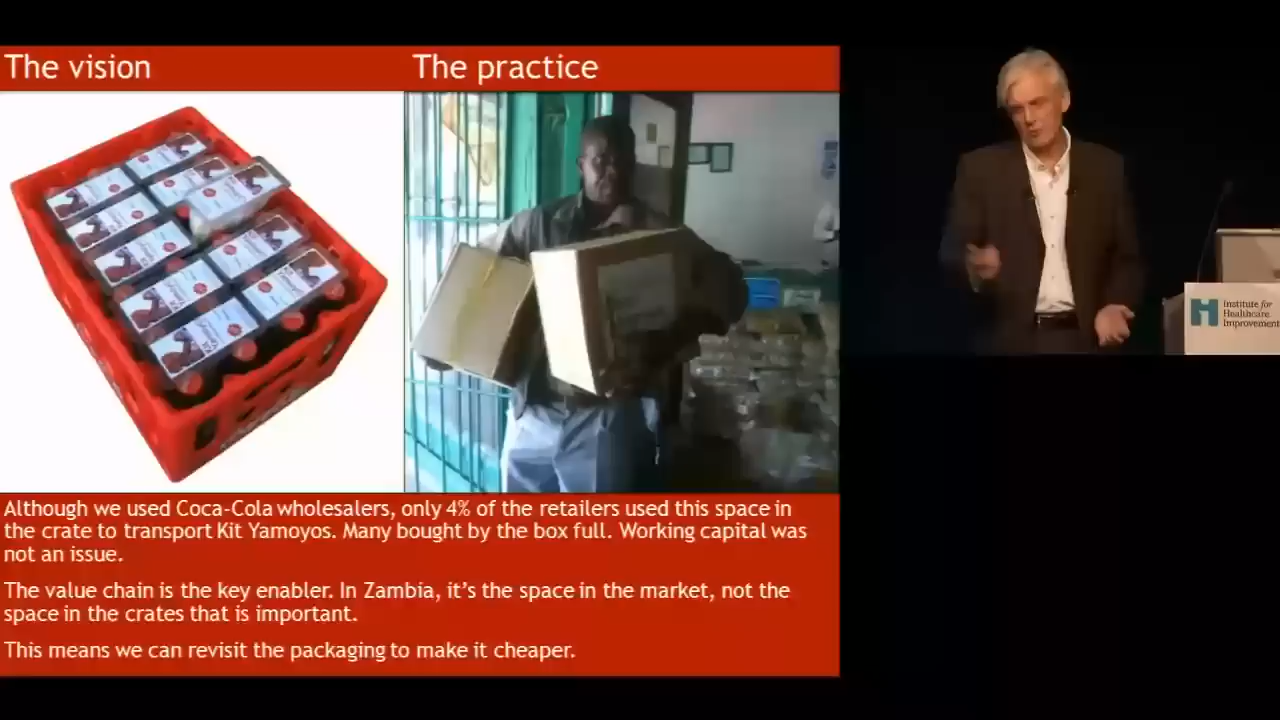 The vision
The practice
Although we used Coca-Cola wholesalers, only 4% of the retailers used this space in
the crate to transport Kit Yamoyos. Many bought by the box full. Working capital was
not an issue.
The value chain is the key enabler. In Zambia, it's the space in the market, not the
space in the crates that is important.
This means we can revisit the packaging to make it cheaper.
Institute for
Healthcare
Improvement